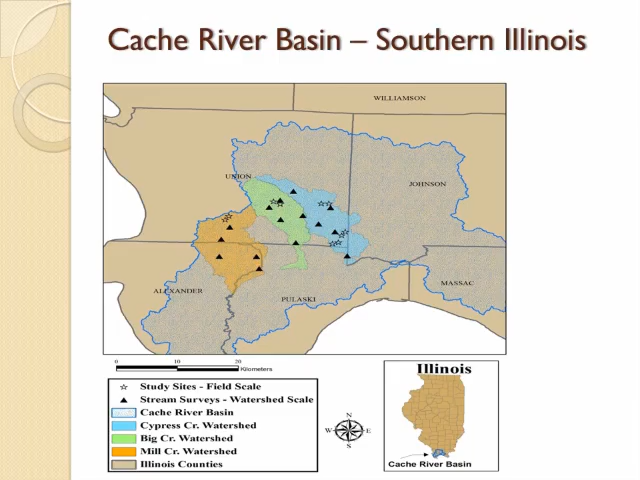 Cache River Basin – Southern Illinois
WILLIAMSON
UNION
JOHNSON
ALEXANDER
PULASKI
MASSAC
0 10 20
Kilometers
Study Sites - Field Scale
Stream Surveys - Watershed Scale
Cache River Basin
Cypress Cr. Watershed
Big Cr. Watershed
Mill Cr. Watershed
Illinois Counties
N
W E
S
Illinois
Cache River Basin